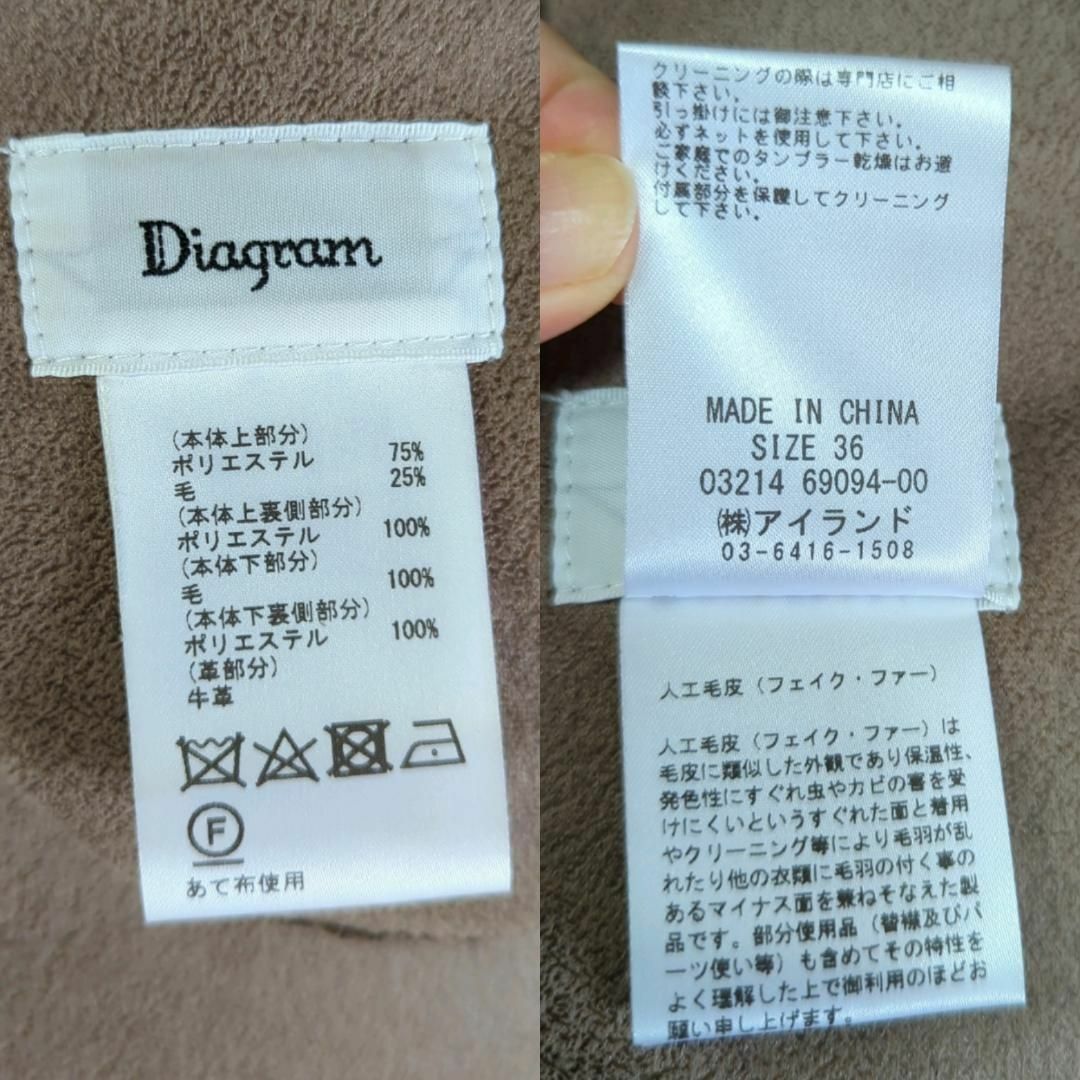 Diagram
(本体上部分)
ポリエステル 75%
毛 25%
(本体上裏側部分)
ポリエステル 100%
(本体下部分)
毛 100%
(本体下裏側部分)
ポリエステル 100%
(革部分)
牛革
F
あて布使用
クリーニングの際は専門店にご相
談下さい。
引っ掛けには御注意下さい。
必ずネットを使用して下さい。
ご家庭でのタンブラー乾燥はお避
けください。
付属部分を保護してクリーニング
して下さい。
MADE IN CHINA
SIZE 36
03214 69094-00
㈱アイランド
03-6416-1508
人工毛皮(フェイク・ファー)
人工毛皮(フェイク・ファー)は
毛皮に類似した外観であり保温性、
発色性にすぐれ虫やカビの害を受
けにくいというすぐれた面と着用
やクリーニング等により毛羽が乱
れたり他の衣類に毛羽の付く事の
あるマイナス面を兼ねそなえた製
品です。部分使用品(替襟及びパ
ーツ使い等)も含めてその特性を
よく理解した上で御利用のほどお
願い申し上げます。